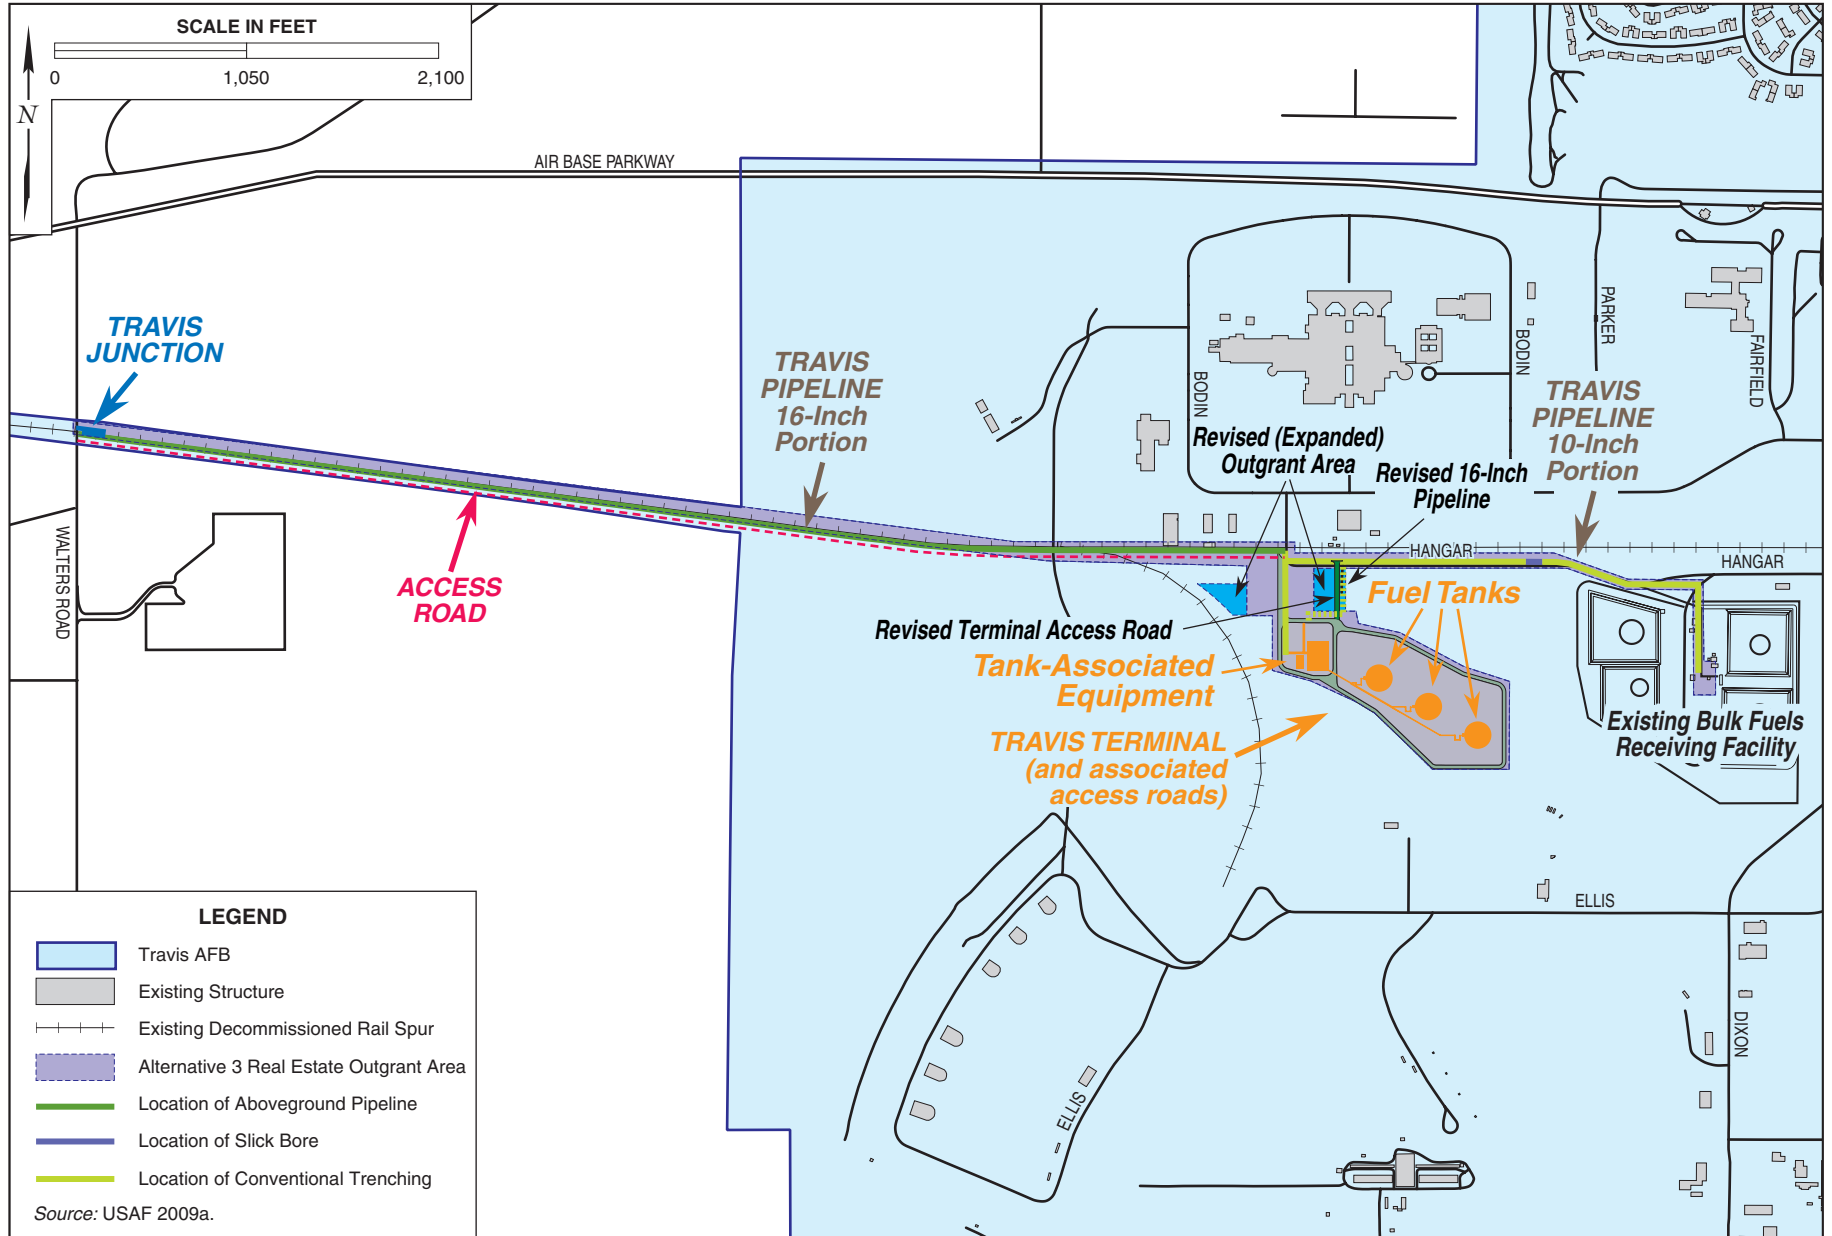 SCALE IN FEET
0 1,050 2,100
N
AIR BASE PARKWAY
TRAVIS
JUNCTION
TRAVIS
PIPELINE
16-Inch
Portion
BODIN
BODIN
PARKER
FAIRFIELD
TRAVIS
PIPELINE
10-Inch
Portion
Revised (Expanded)
Outgrant Area
Revised 16-Inch
Pipeline
WALTERS ROAD
ACCESS
ROAD
HANGAR
HANGAR
Fuel Tanks
Revised Terminal Access Road
Tank-Associated
Equipment
TRAVIS TERMINAL
(and associated
access roads)
Existing Bulk Fuels
Receiving Facility
ELLIS
ELLIS
DIXON
LEGEND
Travis AFB
Existing Structure
Existing Decommissioned Rail Spur
Alternative 3 Real Estate Outgrant Area
Location of Aboveground Pipeline
Location of Slick Bore
Location of Conventional Trenching
Source: USAF 2009a.